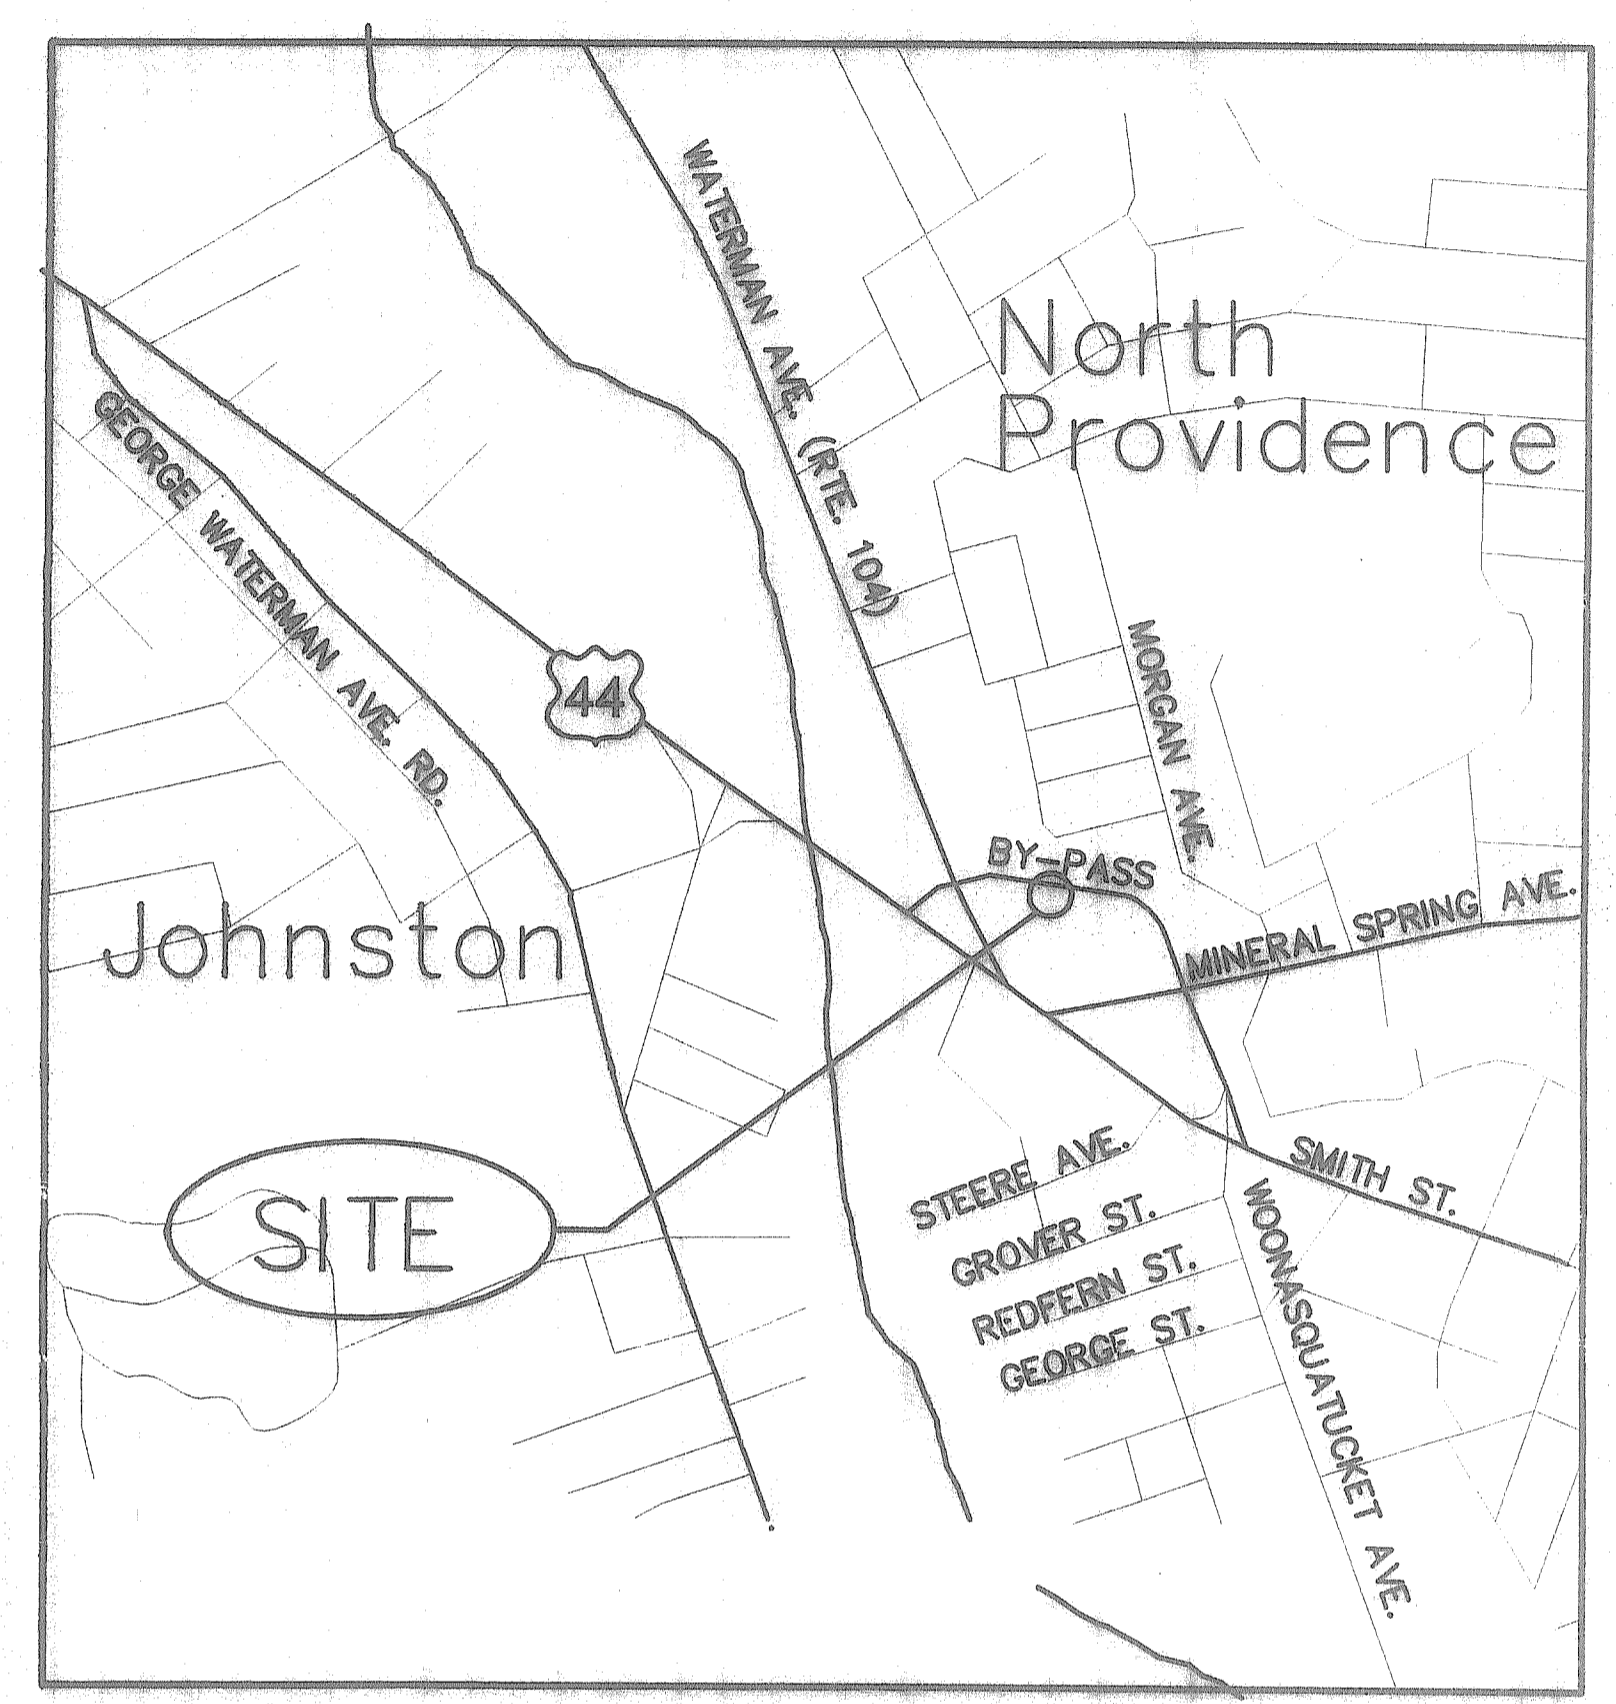 WATERMAN AVE. (RTE. 104)
North
Providence
GEORGE WATERMAN AVE. RD.
44
MORGAN AVE.
BY-PASS
MINERAL SPRING AVE.
Johnston
SITE
STEERE AVE.
GROVER ST.
REDFERN ST.
GEORGE ST.
SMITH ST.
WOONASQUATUCKET AVE.